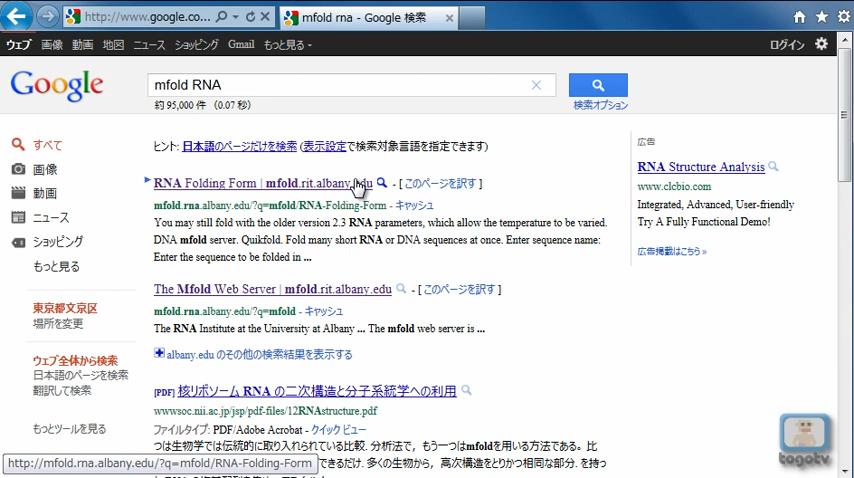 http://www.google.co...
mfold rna - Google 検索
ウェブ 画像 動画 地図 ニュース ショッピング Gmail もっと見る
ログイン
Google
mfold RNA
約 95,000 件 (0.07 秒)
検索オプション
すべて
画像
動画
ニュース
ショッピング
もっと見る
東京都文京区
場所を変更
ウェブ全体から検索
日本語のページを検索
翻訳して検索
もっとツールを見る
ヒント: 日本語のページだけを検索 (表示設定で検索対象言語を指定できます)
RNA Folding Form | mfold.rit.albany.edu - [ このページを訳す ]
mfold.rna.albany.edu/?q=mfold/RNA-Folding-Form - キャッシュ
You may still fold with the older version 2.3 RNA parameters, which allow the temperature to be varied.
DNA mfold server. Quikfold. Fold many short RNA or DNA sequences at once. Enter sequence name:
Enter the sequence to be folded in ...
The Mfold Web Server | mfold.rit.albany.edu - [ このページを訳す ]
mfold.rna.albany.edu/?q=mfold - キャッシュ
The RNA Institute at the University at Albany ... The mfold web server is ...
albany.edu のその他の検索結果を表示する
[PDF] 核リボソーム RNA の二次構造と分子系統学への利用
wwwsoc.nii.ac.jp/jsp/pdf-files/12RNAstructure.pdf
ファイルタイプ: PDF/Adobe Acrobat - クイック ビュー
つは生物学では伝統的に取り入れられている比較. 分析法で，もう一つはmfoldを用いる方法である。比
できるだけ. 多くの生物から，高次構造をとりかつ相同な部分. を持っ
広告
RNA Structure Analysis
www.clcbio.com
Integrated, Advanced, User-friendly
Try A Fully Functional Demo!
広告掲載はこちら »
http://mfold.rna.albany.edu/?q=mfold/RNA-Folding-Form
togotv